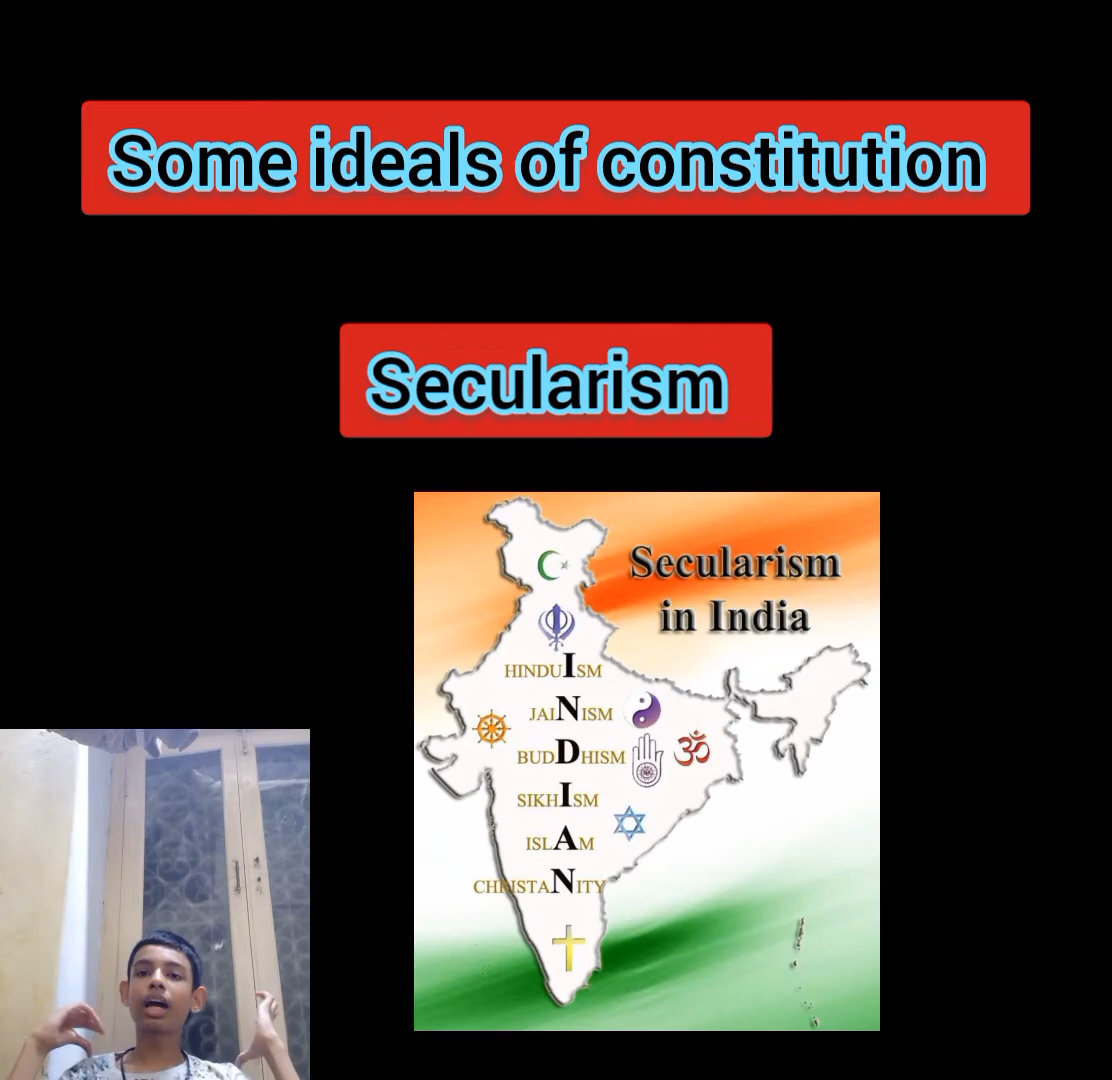 Some ideals of constitution
Secularism
Secularism
in India
HINDUISM
JAINISM
BUDDHISM
SIKHISM
ISLAM
CHRISTANITY